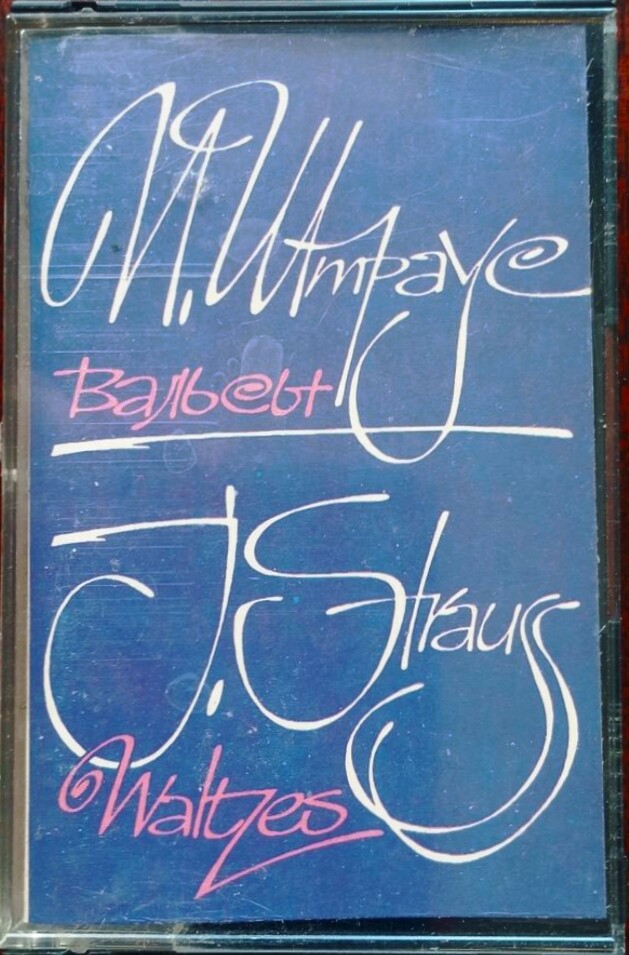 И. Штраус
Вальсы
J. Strauss
Waltzes